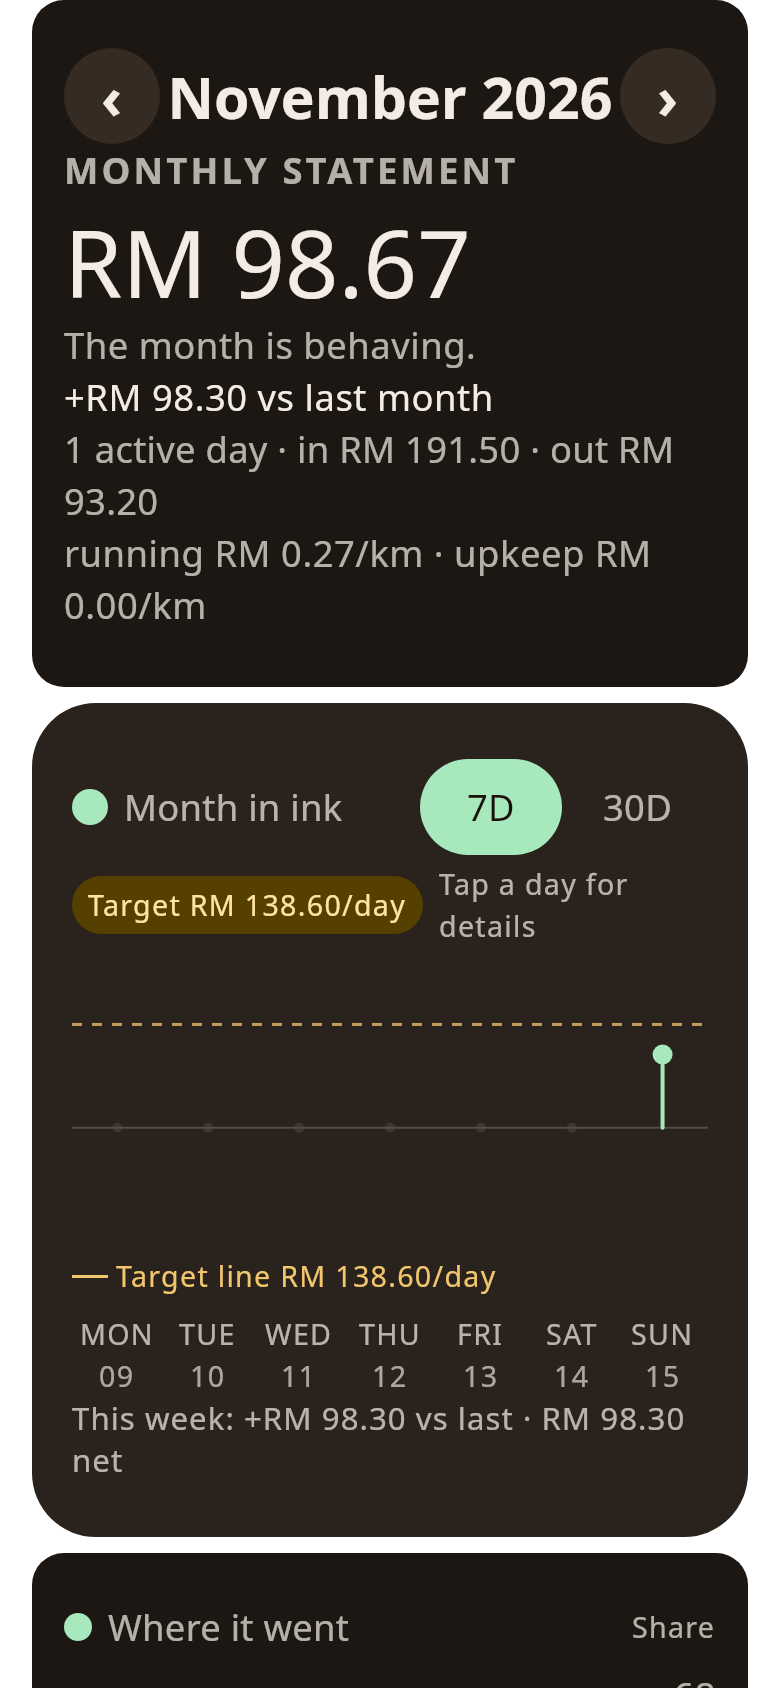 ‹ November 2026 ›
MONTHLY STATEMENT
RM 98.67
The month is behaving.
+RM 98.30 vs last month
1 active day · in RM 191.50 · out RM
93.20
running RM 0.27/km · upkeep RM
0.00/km
Month in ink 7D 30D
Target RM 138.60/day Tap a day for
details
Target line RM 138.60/day
MON TUE WED THU FRI SAT SUN
09 10 11 12 13 14 15
This week: +RM 98.30 vs last · RM 98.30
net
Where it went Share